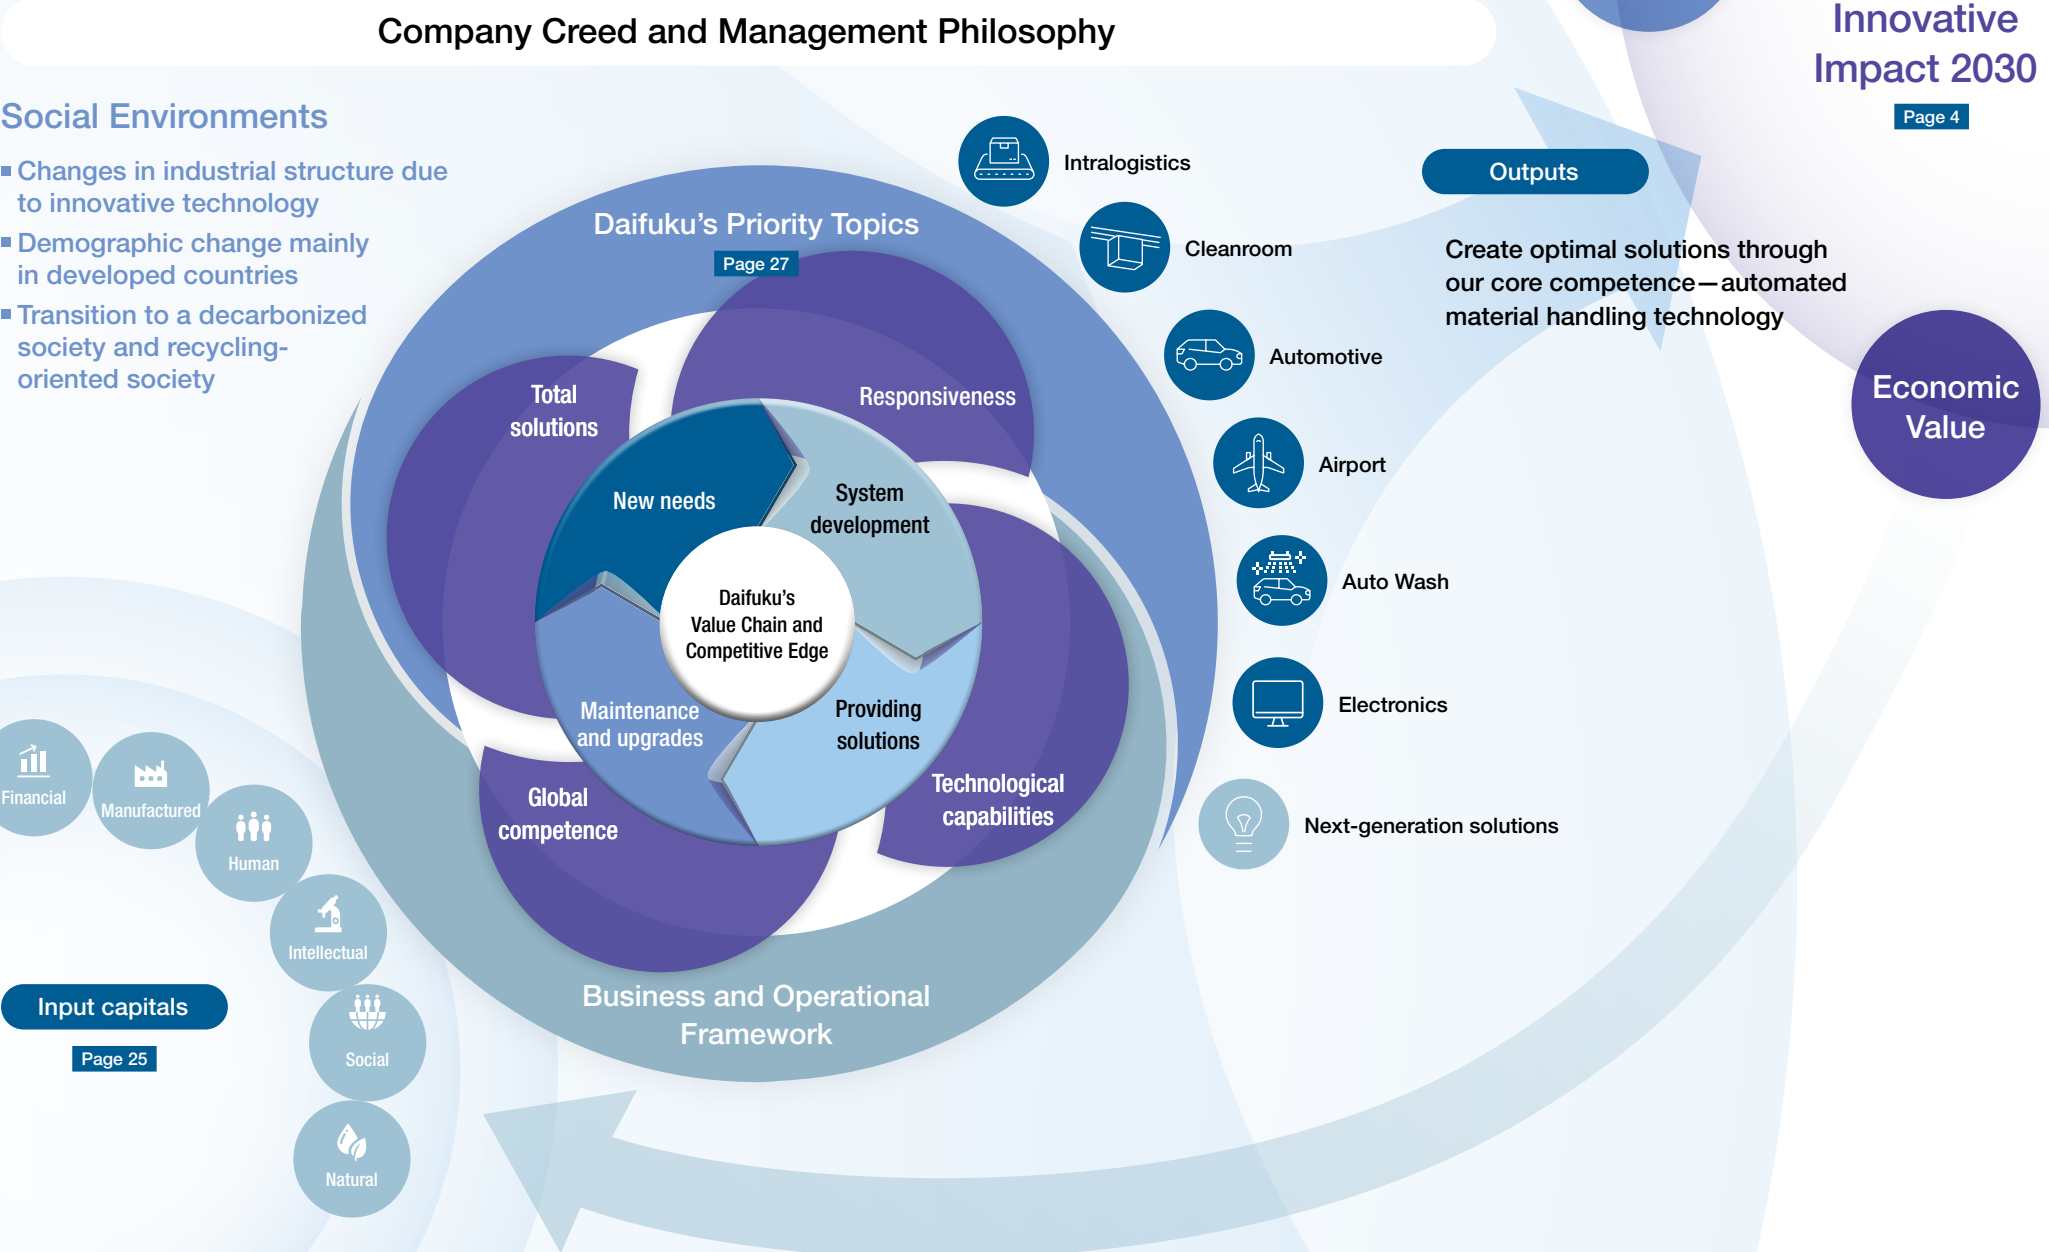 Company Creed and Management Philosophy
Innovative
Impact 2030
Page 4
Social Environments
Changes in industrial structure due
to innovative technology
Demographic change mainly
in developed countries
Transition to a decarbonized
society and recycling-
oriented society
Daifuku's Priority Topics
Page 27
Total
solutions
Responsiveness
New needs
System
development
Daifuku's
Value Chain and
Competitive Edge
Maintenance
and upgrades
Providing
solutions
Global
competence
Technological
capabilities
Business and Operational
Framework
Intralogistics
Cleanroom
Automotive
Airport
Auto Wash
Electronics
Next-generation solutions
Outputs
Create optimal solutions through
our core competence—automated
material handling technology
Economic
Value
Financial
Manufactured
Human
Intellectual
Social
Natural
Input capitals
Page 25